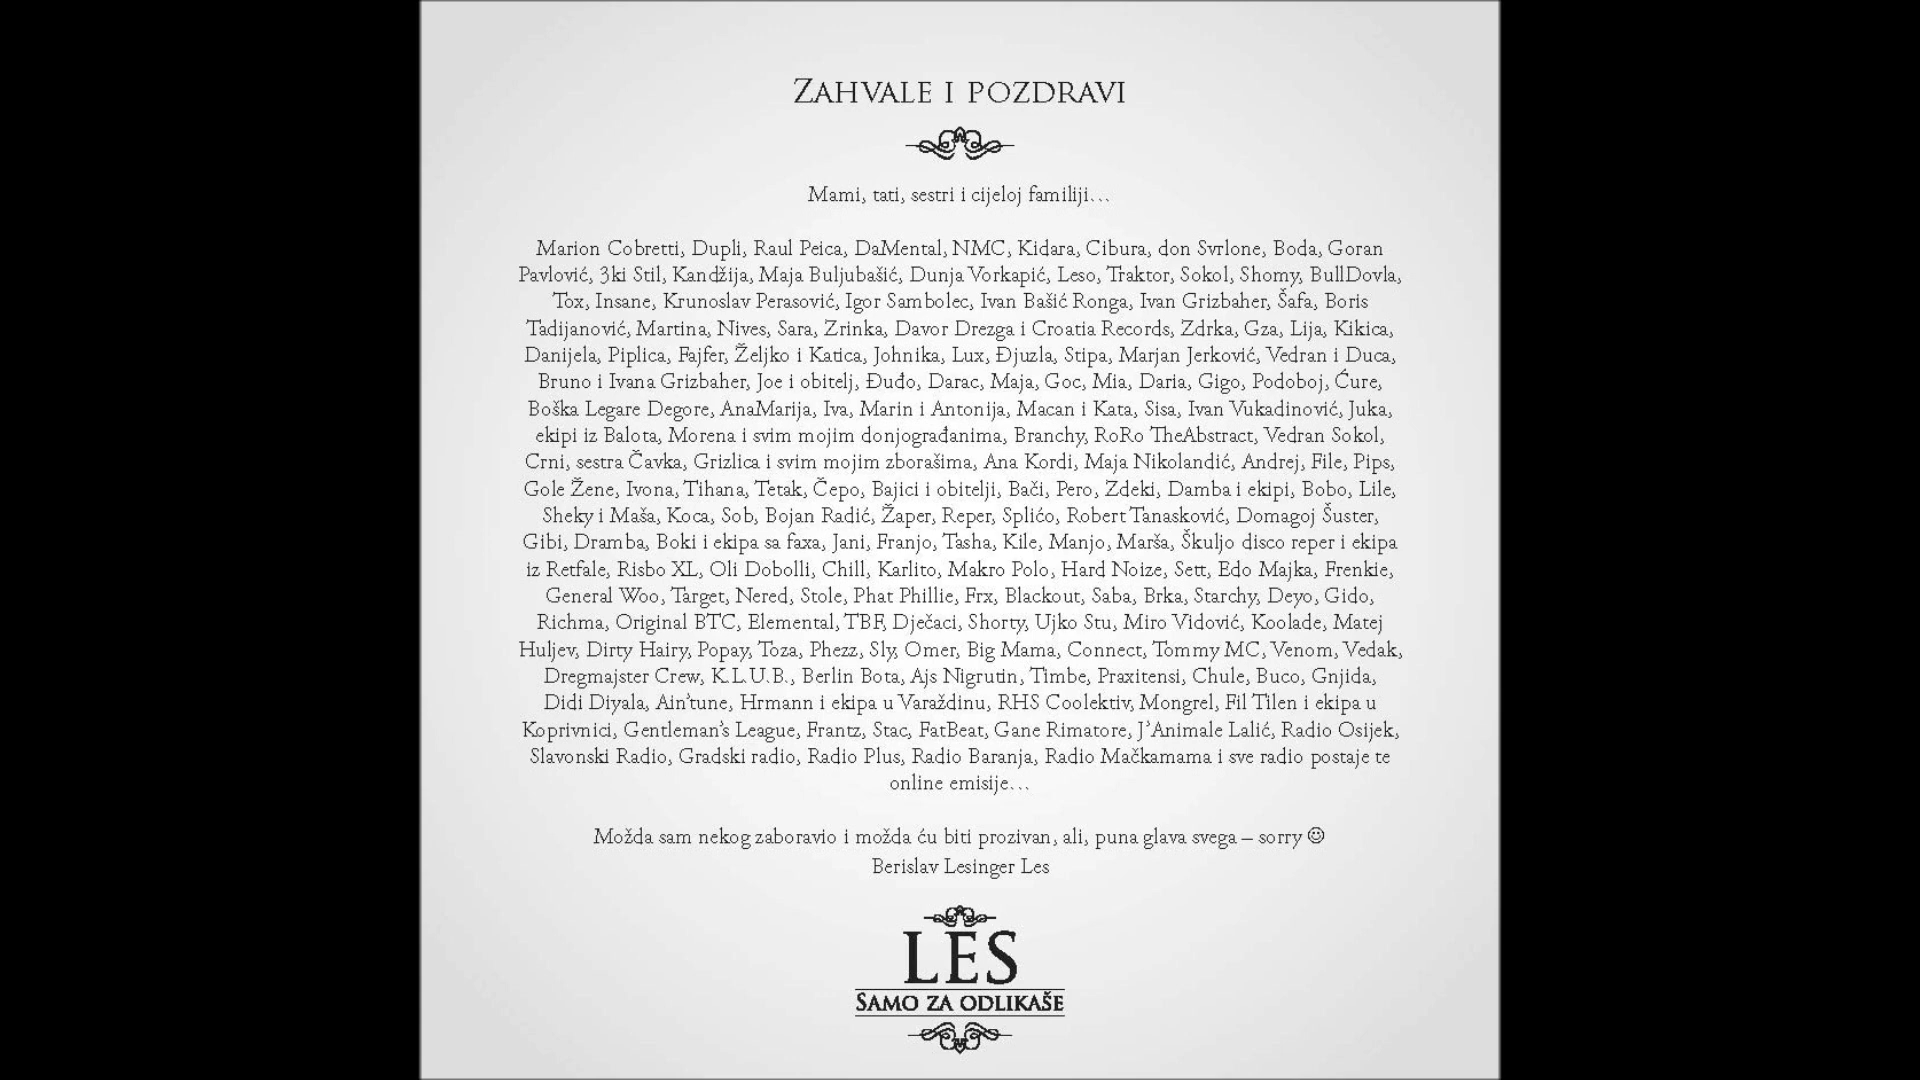 ZAHVALE I POZDRAVI
Mami, tati, sestri i cijeloj familiji...
Marion Cobretti, Dupli, Raul Peica, DaMental, NMC, Kidara, Cibura, don Svrlone, Boda, Goran
Pavlović, 3ki Stil, Kandžija, Maja Buljubašić, Dunja Vorkapić, Leso, Traktor, Sokol, Shomy, BullDovla,
Tox, Insane, Krunoslav Perasović, Igor Sambolec, Ivan Bašić Ronga, Ivan Grizbaher, Šafa, Boris
Tadijanović, Martina, Nives, Sara, Zrinka, Davor Drezga i Croatia Records, Zdrka, Gza, Lija, Kikica,
Danijela, Piplica, Fajfer, Željko i Katica, Johnika, Lux, Đjuzla, Stipa, Marjan Jerković, Vedran i Duca,
Bruno i Ivana Grizbaher, Joe i obitelj, Đuđo, Darac, Maja, Goc, Mia, Daria, Gigo, Podoboj, Ćure,
Boška Legare Degore, AnaMarija, Iva, Marin i Antonija, Macan i Kata, Sisa, Ivan Vukadinović, Juka,
ekipi iz Balota, Morena i svim mojim donjograđanima, Branchy, RoRo TheAbstract, Vedran Sokol,
Crni, sestra Čavka, Grizlica i svim mojim zborašima, Ana Kordi, Maja Nikolandić, Andrej, File, Pips,
Gole Žene, Ivona, Tihana, Tetak, Čepo, Bajici i obitelji, Bači, Pero, Zdeki, Damba i ekipi, Bobo, Lile,
Sheky i Maša, Koca, Sob, Bojan Radić, Žaper, Reper, Splićo, Robert Tanasković, Domagoj Šuster,
Gibi, Dramba, Boki i ekipa sa faxa, Jani, Franjo, Tasha, Kile, Manjo, Marša, Škuljo disco reper i ekipa
iz Retfale, Risbo XL, Oli Dobolli, Chill, Karlito, Makro Polo, Hard Noize, Sett, Edo Majka, Frenkie,
General Woo, Target, Nered, Stole, Phat Phillie, Frx, Blackout, Saba, Brka, Starchy, Deyo, Gido,
Richma, Original BTC, Elemental, TBF, Dječaci, Shorty, Ujko Stu, Miro Vidović, Koolade, Matej
Huljev, Dirty Hairy, Popay, Toza, Phezz, Sly, Omer, Big Mama, Connect, Tommy MC, Venom, Vedak,
Dregmajster Crew, K.L.U.B., Berlin Bota, Ajs Nigrutin, Timbe, Praxitensi, Chule, Buco, Gnjida,
Didi Diyala, Ain'tune, Hrmann i ekipa u Varaždinu, RHS Coolektiv, Mongrel, Fil Tilen i ekipa u
Koprivnici, Gentleman's League, Frantz, Stac, FatBeat, Gane Rimatore, J'Animale Lalić, Radio Osijek,
Slavonski Radio, Gradski radio, Radio Plus, Radio Baranja, Radio Mačkamama i sve radio postaje te
online emisije...
Možda sam nekog zaboravio i možda ću biti prozivan, ali, puna glava svega – sorry ☺
Berislav Lesinger Les
LES
SAMO ZA ODLIKAŠE